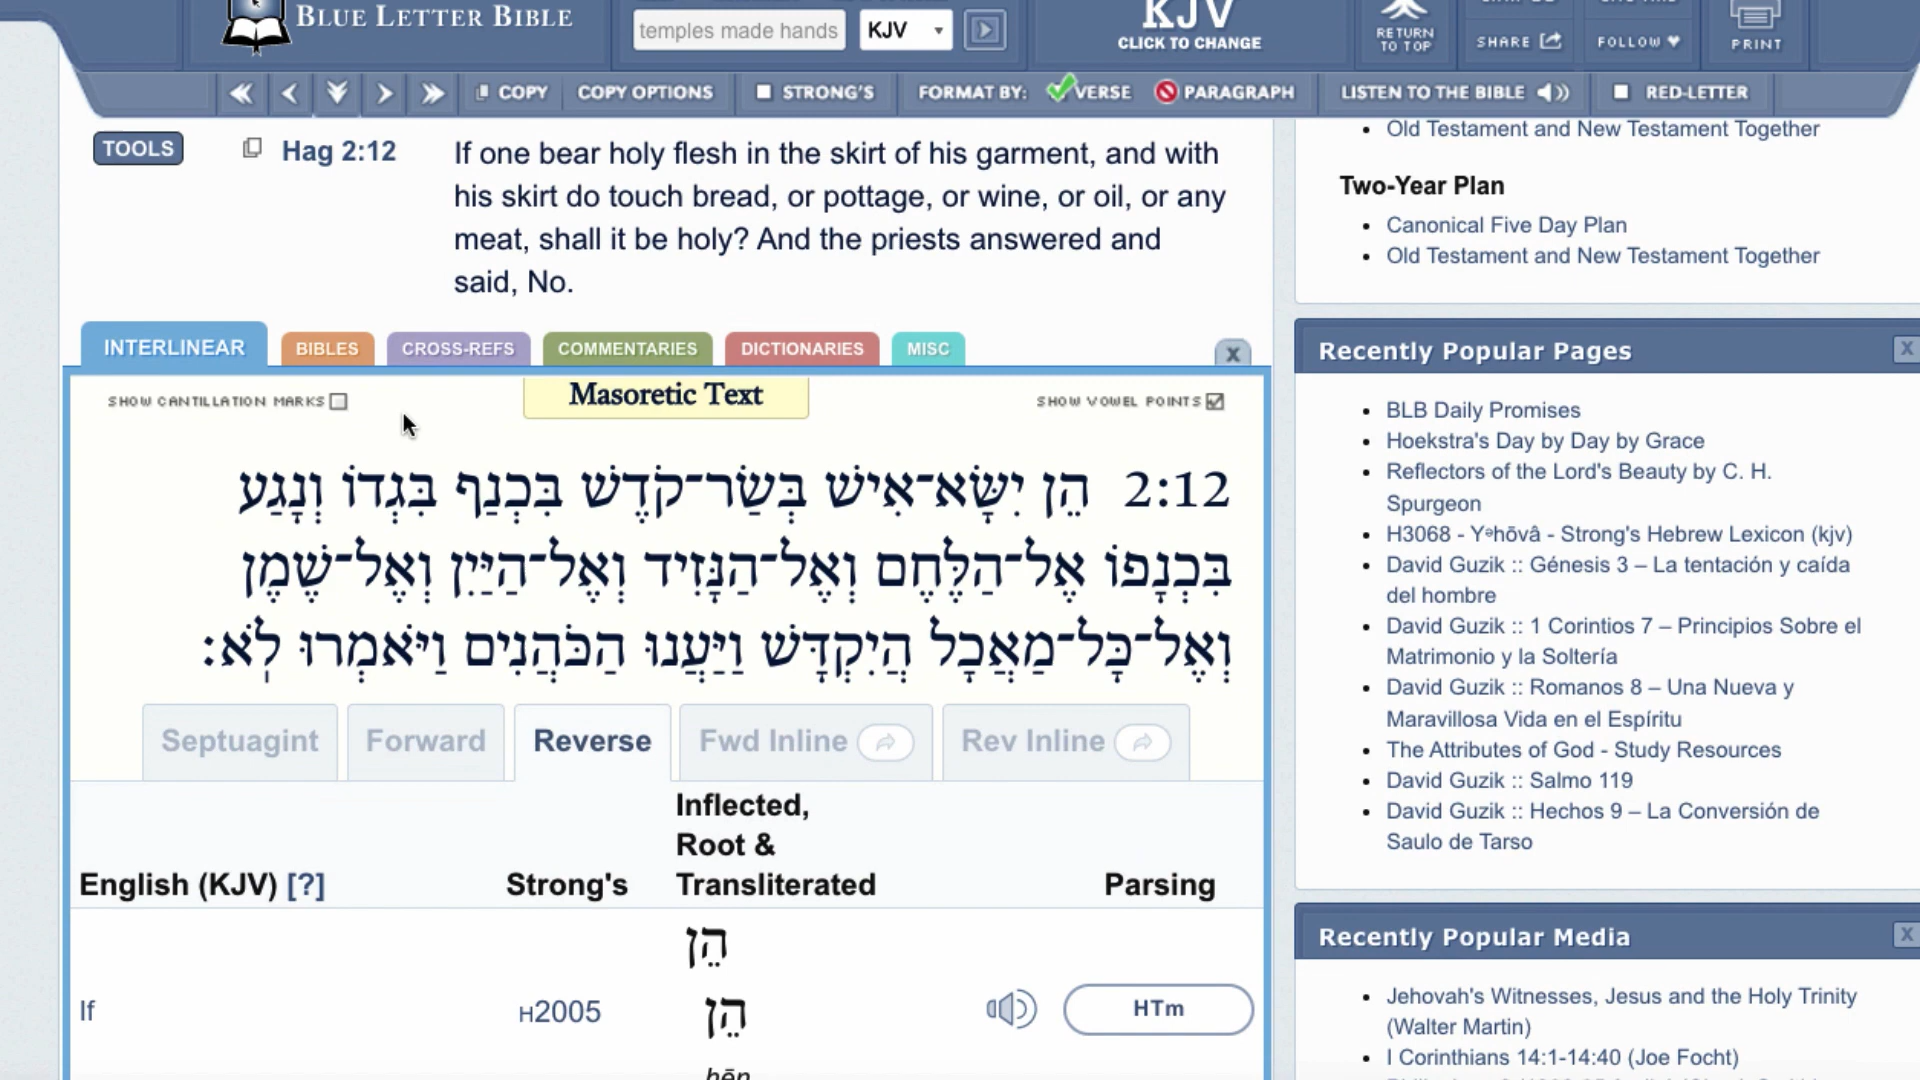 BLUE LETTER BIBLE
temples made hands
KJV
KJV
CLICK TO CHANGE
RETURN
TO TOP
SHARE
FOLLOW
PRINT
COPY
COPY OPTIONS
STRONG'S
FORMAT BY:
VERSE
PARAGRAPH
LISTEN TO THE BIBLE
RED-LETTER
TOOLS
Hag 2:12
If one bear holy flesh in the skirt of his garment, and with
his skirt do touch bread, or pottage, or wine, or oil, or any
meat, shall it be holy? And the priests answered and
said, No.
INTERLINEAR
BIBLES
CROSS-REFS
COMMENTARIES
DICTIONARIES
MISC
X
SHOW CANTILLATION MARKS
Masoretic Text
SHOW VOWEL POINTS
2:12 הֵן יִשָּׂא־אִישׁ בְּשַׂר־קֹדֶשׁ בִּכְנַף בִּגְדוֹ וְנָגַע
בִּכְנָפוֹ אֶל־הַלֶּחֶם וְאֶל־הַנָּזִיד וְאֶל־הַיַּיִן וְאֶל־שֶׁמֶן
וְאֶל־כָּל־מַאֲכָל הֲיִקְדָּשׁ וַיַּעֲנוּ הַכֹּהֲנִים וַיֹּאמְרוּ לֹֽא׃
Septuagint
Forward
Reverse
Fwd Inline
Rev Inline
English (KJV) [?]
Strong's
Inflected,
Root &
Transliterated
Parsing
If
H2005
הֵן
הֵן
hēn
HTm
Old Testament and New Testament Together
Two-Year Plan
Canonical Five Day Plan
Old Testament and New Testament Together
Recently Popular Pages
X
BLB Daily Promises
Hoekstra's Day by Day by Grace
Reflectors of the Lord's Beauty by C. H.
Spurgeon
H3068 - Yᵊhōvâ - Strong's Hebrew Lexicon (kjv)
David Guzik :: Génesis 3 – La tentación y caída
del hombre
David Guzik :: 1 Corintios 7 – Principios Sobre el
Matrimonio y la Soltería
David Guzik :: Romanos 8 – Una Nueva y
Maravillosa Vida en el Espíritu
The Attributes of God - Study Resources
David Guzik :: Salmo 119
David Guzik :: Hechos 9 – La Conversión de
Saulo de Tarso
Recently Popular Media
X
Jehovah's Witnesses, Jesus and the Holy Trinity
(Walter Martin)
I Corinthians 14:1-14:40 (Joe Focht)